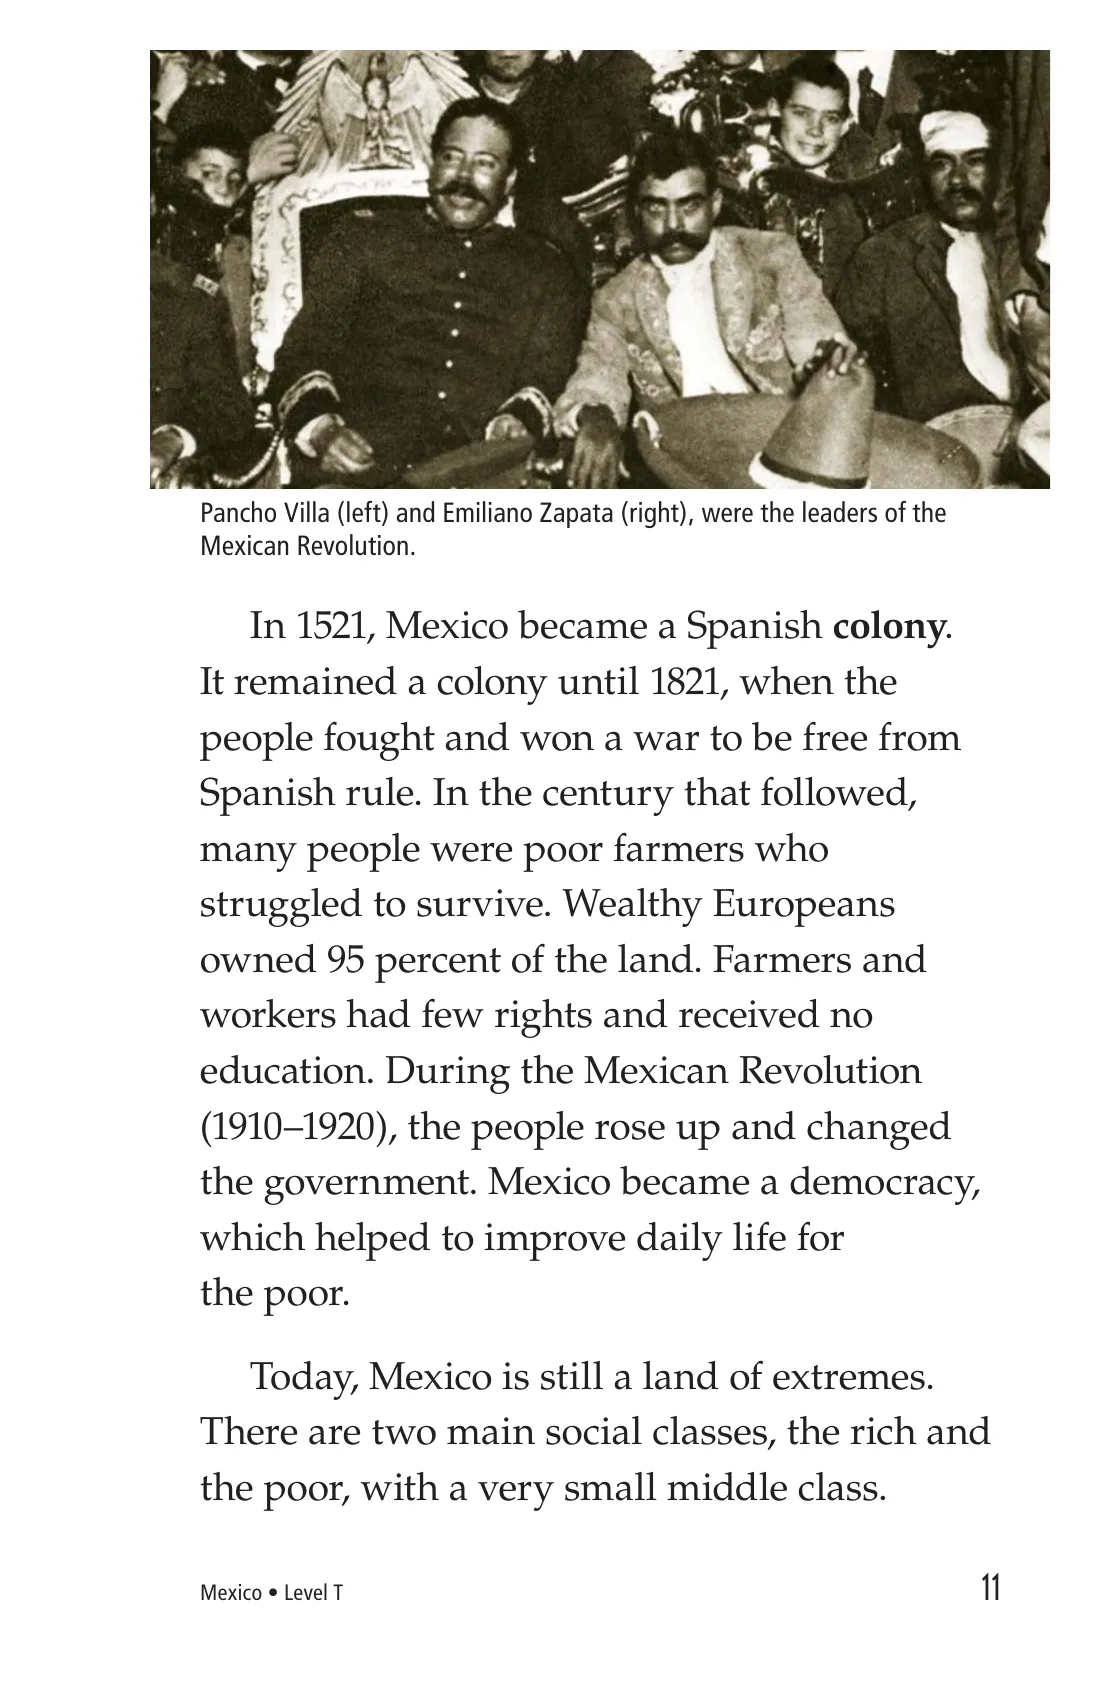 Pancho Villa (left) and Emiliano Zapata (right), were the leaders of the
Mexican Revolution.
In 1521, Mexico became a Spanish colony.
It remained a colony until 1821, when the
people fought and won a war to be free from
Spanish rule. In the century that followed,
many people were poor farmers who
struggled to survive. Wealthy Europeans
owned 95 percent of the land. Farmers and
workers had few rights and received no
education. During the Mexican Revolution
(1910–1920), the people rose up and changed
the government. Mexico became a democracy,
which helped to improve daily life for
the poor.
Today, Mexico is still a land of extremes.
There are two main social classes, the rich and
the poor, with a very small middle class.
Mexico • Level T
11